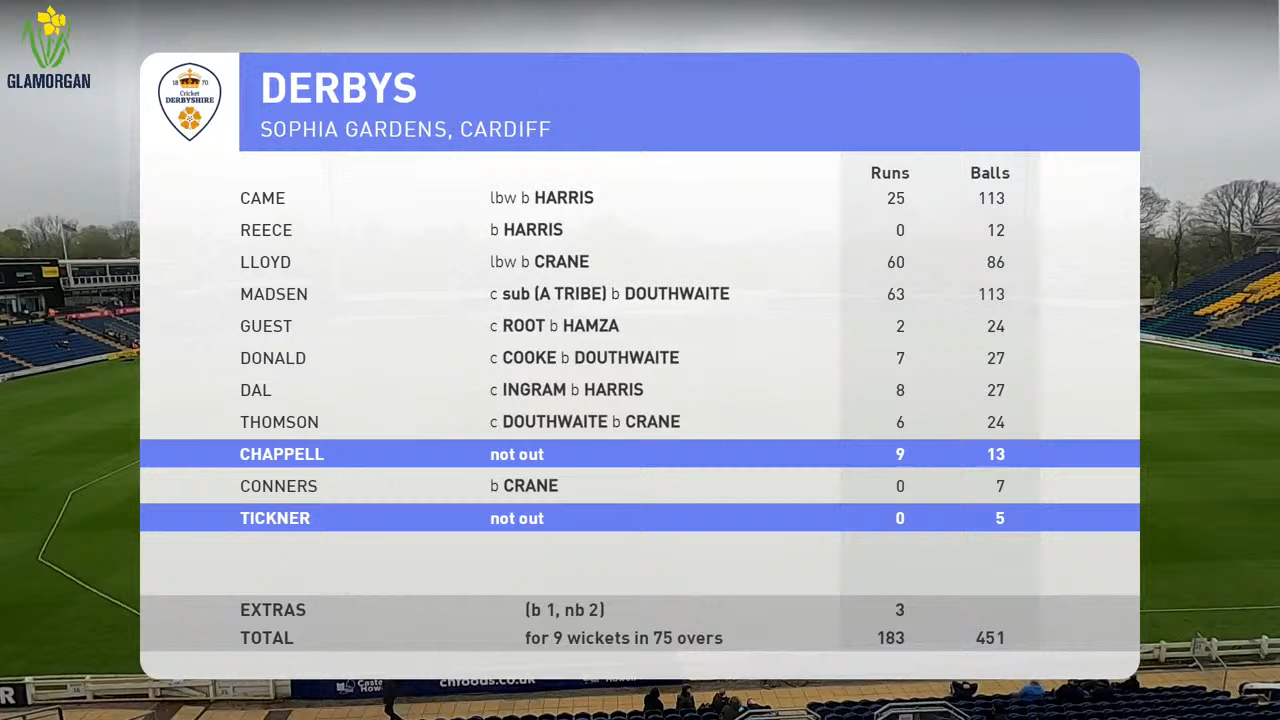 GLAMORGAN
18 70
Cricket
DERBYSHIRE
DERBYS
SOPHIA GARDENS, CARDIFF
Runs Balls
CAME lbw b HARRIS 25 113
REECE b HARRIS 0 12
LLOYD lbw b CRANE 60 86
MADSEN c sub (A TRIBE) b DOUTHWAITE 63 113
GUEST c ROOT b HAMZA 2 24
DONALD c COOKE b DOUTHWAITE 7 27
DAL c INGRAM b HARRIS 8 27
THOMSON c DOUTHWAITE b CRANE 6 24
CHAPPELL not out 9 13
CONNERS b CRANE 0 7
TICKNER not out 0 5
EXTRAS (b 1, nb 2) 3
TOTAL for 9 wickets in 75 overs 183 451
R
cnfoods.co.uk